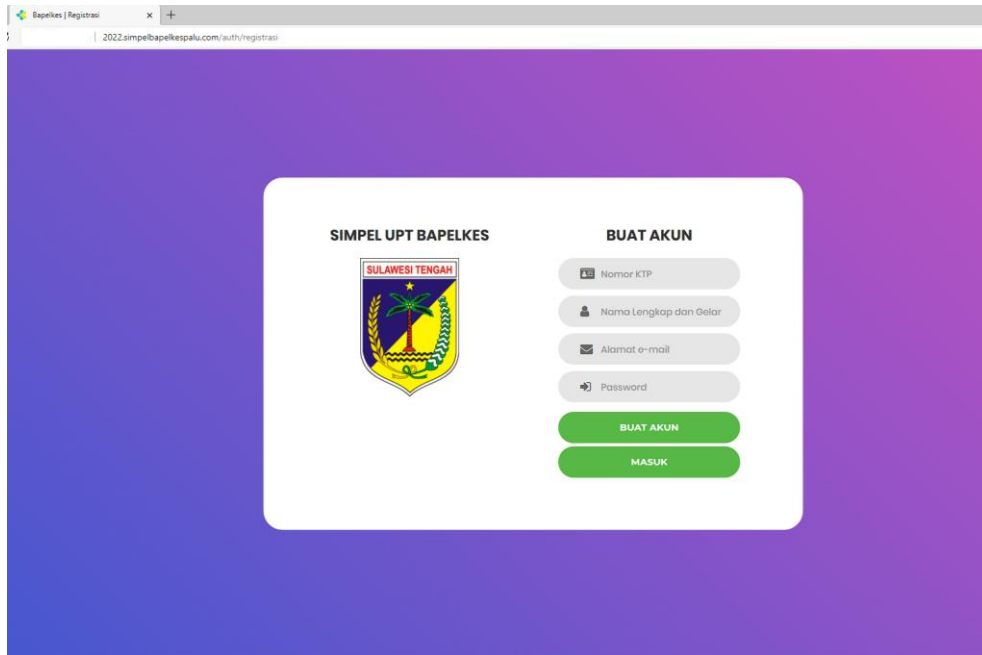 Bapelkes | Registrasi
2022.simpelbapelkespalu.com/auth/registrasi
SIMPEL UPT BAPELKES
SULAWESI TENGAH
BUAT AKUN
Nomor KTP
Nama Lengkap dan Gelar
Alamat e-mail
Password
BUAT AKUN
MASUK